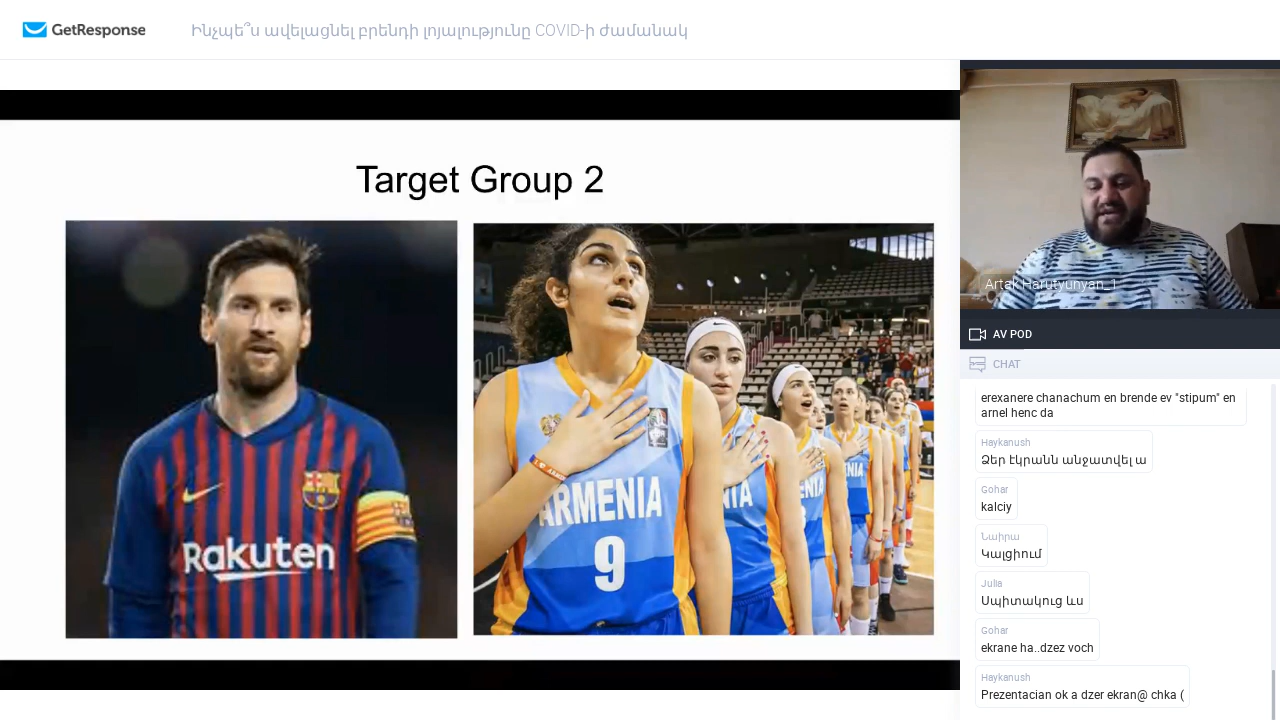 GetResponse
Ինչպե՞ս ավելացնել բրենդի լոյալությունը COVID-ի ժամանակ
Target Group 2
Rakuten
ARMENIA
9
Artak Harutyunyan_1
AV POD
CHAT
erexanere chanachum en brende ev "stipum" en
arnel henc da
Haykanush
Ձեր էկրանն անջատվել ա
Gohar
kalciy
Նաիրա
Կալցիում
Julia
Սպիտակուց ևս
Gohar
ekrane ha..dzez voch
Haykanush
Prezentacian ok a dzer ekran@ chka (